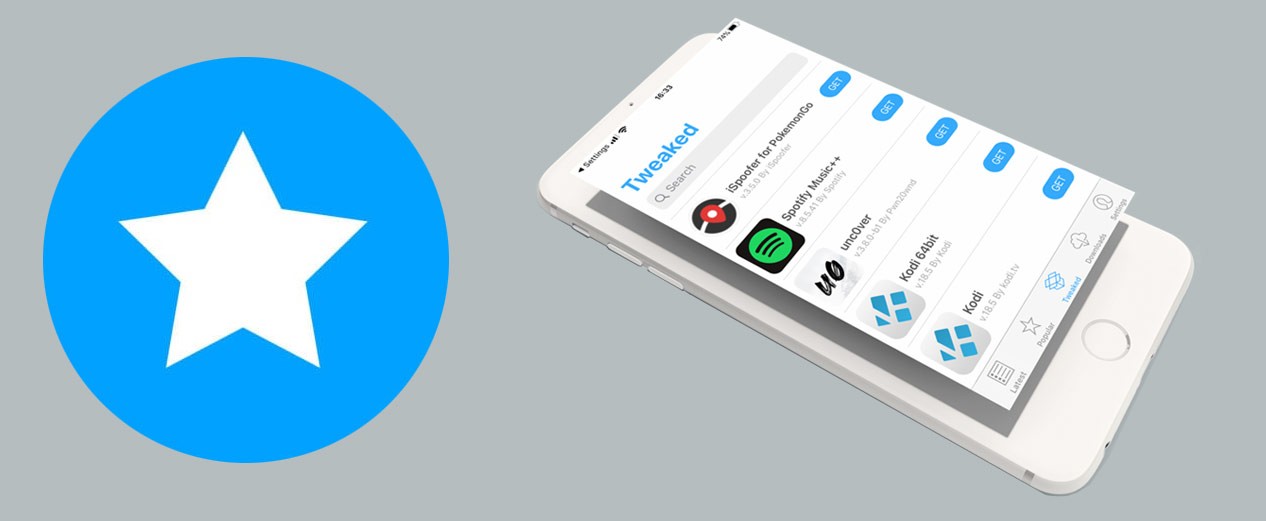 Settings
16:33
74%
Tweaked
Search
iSpoofer for PokemonGo
v.3.5.0 By iSpoofer
GET
Spotify Music++
v.8.5.41 By Spotify
GET
unc0ver
v.3.8.0~b1 By Pwn20wnd
GET
Kodi 64bit
v.18.5 By Kodi
GET
Kodi
v.18.5 By kodi.tv
GET
Latest
Popular
Tweaked
Downloads
Settings